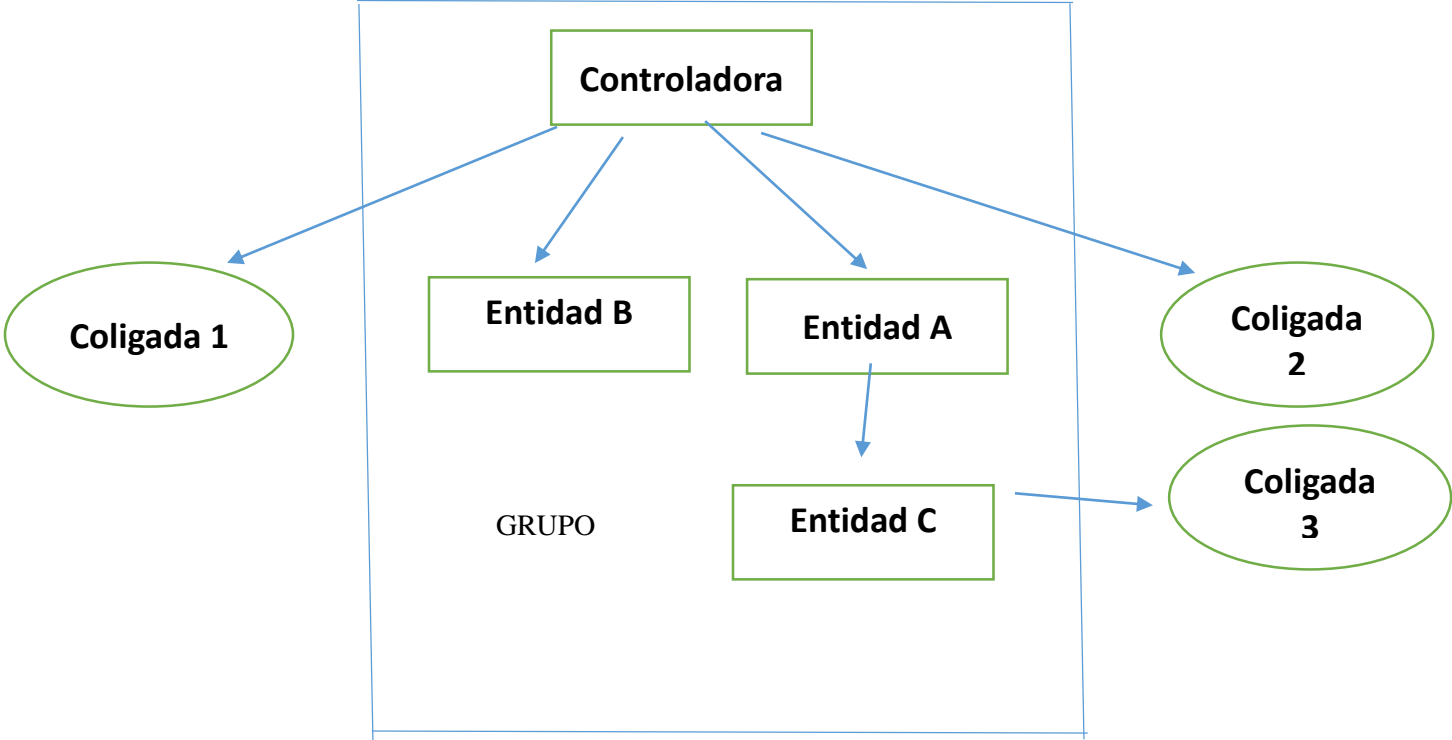 Controladora
Coligada 1
Entidad B
Entidad A
Coligada
2
Coligada
3
GRUPO
Entidad C